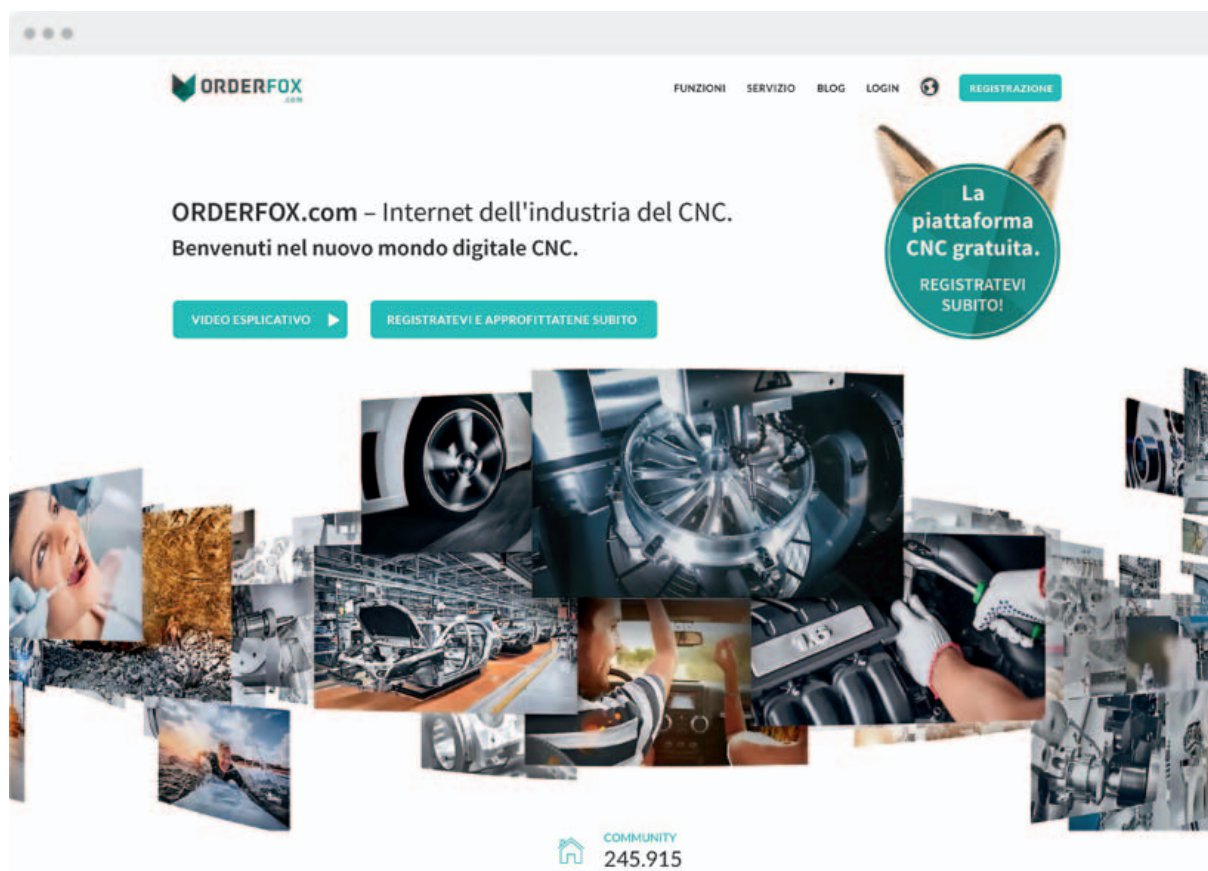 ORDERFOX
.com
FUNZIONI SERVIZIO BLOG LOGIN REGISTRAZIONE
La
piattaforma
CNC gratuita.
REGISTRATEVI
SUBITO!
ORDERFOX.com – Internet dell'industria del CNC.
Benvenuti nel nuovo mondo digitale CNC.
VIDEO ESPLICATIVO REGISTRATEVI E APPROFITTATENE SUBITO
COMMUNITY
245.915